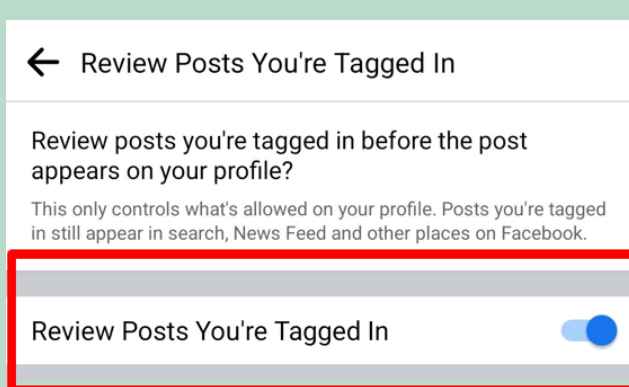 Review Posts You're Tagged In
Review posts you're tagged in before the post
appears on your profile?
This only controls what's allowed on your profile. Posts you're tagged
in still appear in search, News Feed and other places on Facebook.
Review Posts You're Tagged In